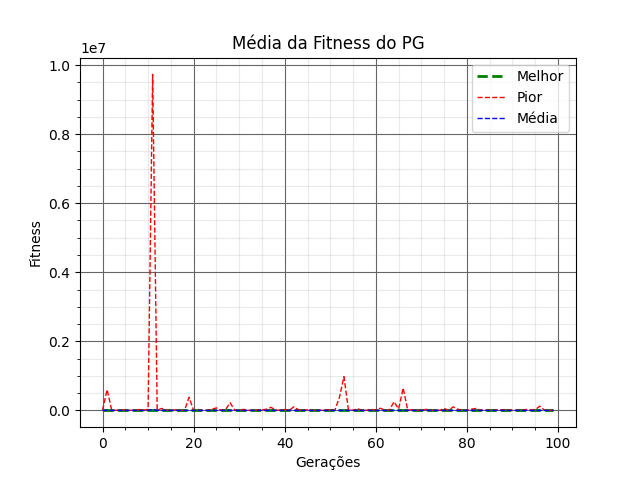 Média da Fitness do PG
1e7
1.0
0.8
0.6
0.4
0.2
0.0
Fitness
Melhor
Pior
Média
0 20 40 60 80 100
Gerações